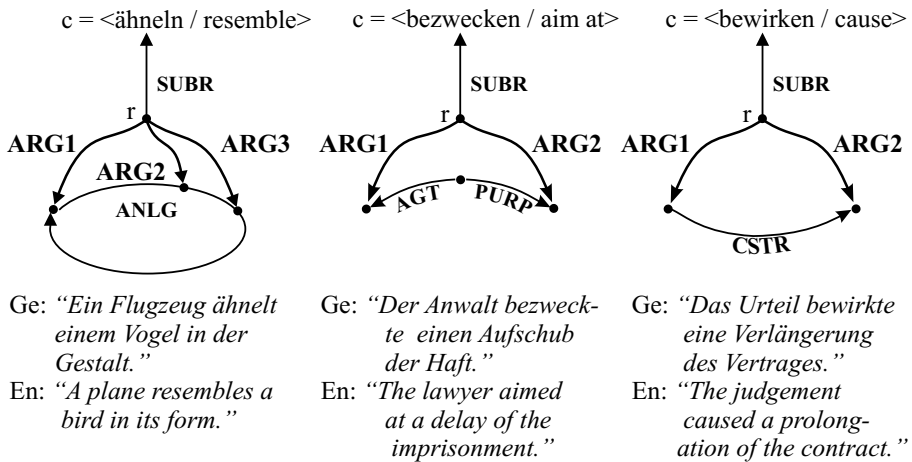 c = <ähneln / resemble>
SUBR
r
ARG1
ARG2
ARG3
ANLG
Ge: “Ein Flugzeug ähnelt
einem Vogel in der
Gestalt.”
En: “A plane resembles a
bird in its form.”
c = <bezwecken / aim at>
SUBR
r
ARG1
ARG2
AGT
PURP
Ge: “Der Anwalt bezweck-
te einen Aufschub
der Haft.”
En: “The lawyer aimed
at a delay of the
imprisonment.”
c = <bewirken / cause>
SUBR
r
ARG1
ARG2
CSTR
Ge: “Das Urteil bewirkte
eine Verlängerung
des Vertrages.”
En: “The judgement
caused a prolong-
ation of the contract.”